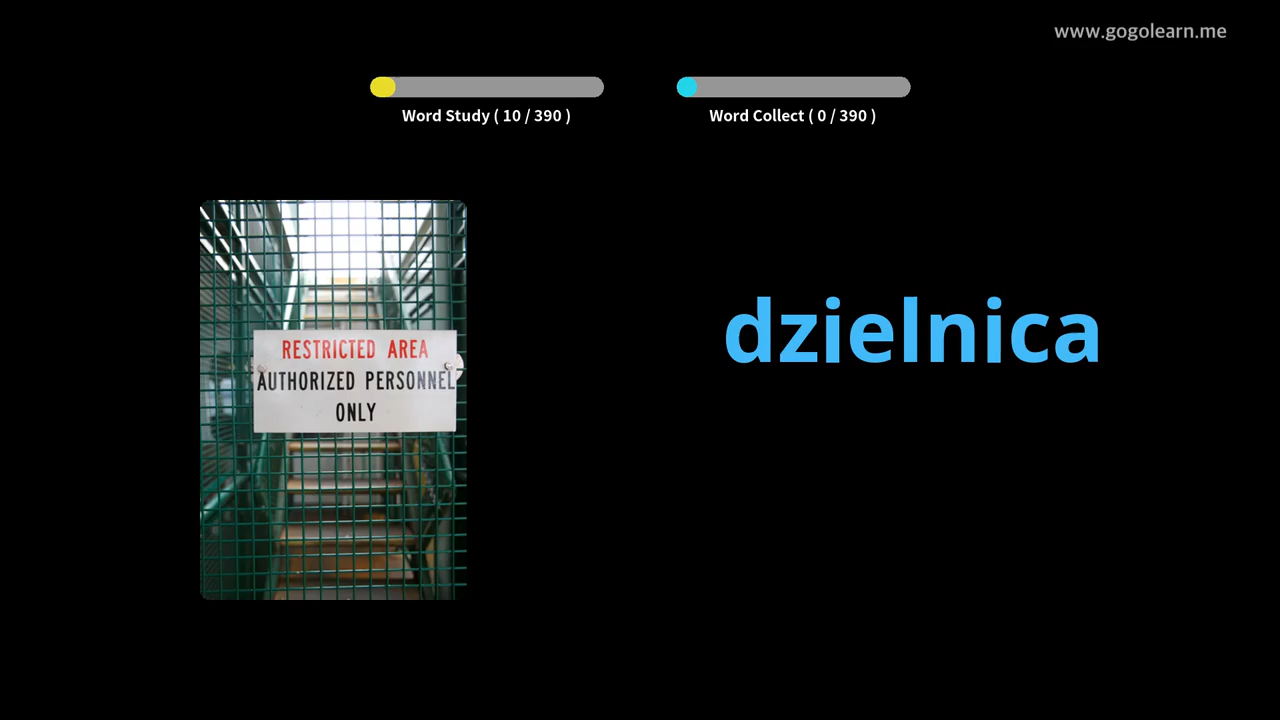 www.gogolearn.me
Word Study ( 10 / 390 )
Word Collect ( 0 / 390 )
RESTRICTED AREA
AUTHORIZED PERSONNEL
ONLY
dzielnica